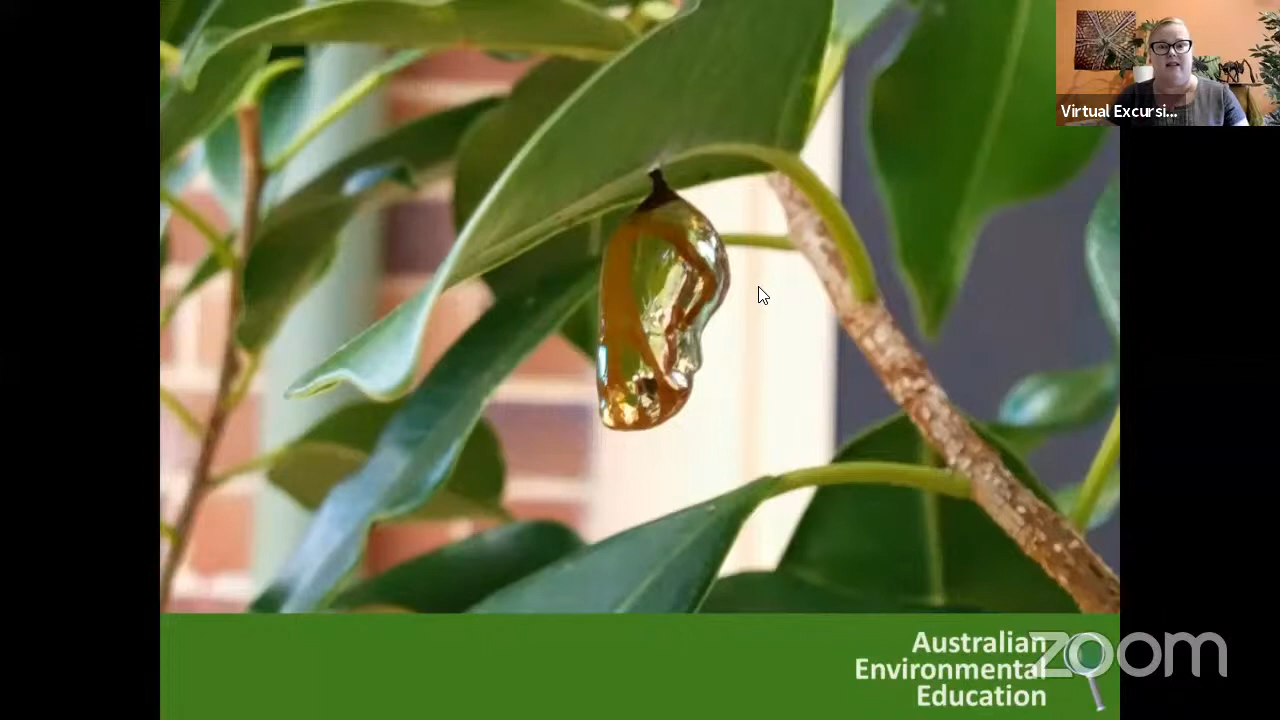 Virtual Excursi...
Australian
Environmental
Education
zoom